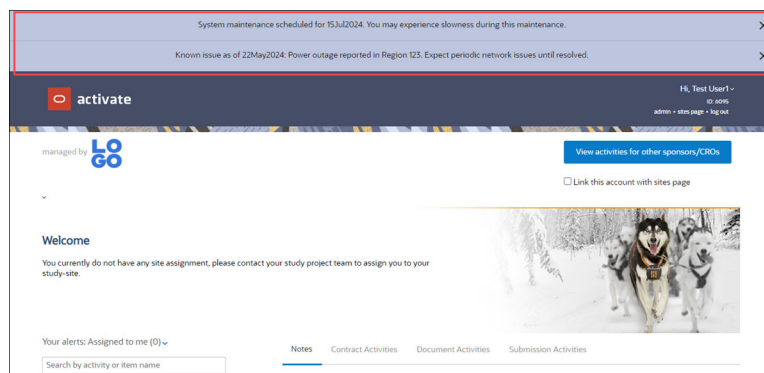 System maintenance scheduled for 15Jul2024. You may experience slowness during this maintenance.
Known issue as of 22May2024: Power outage reported in Region 123. Expect periodic network issues until resolved.
activate
Hi, Test User1
ID: 6095
admin • sites page • log out
managed by LOGO
View activities for other sponsors/CROs
Link this account with sites page
Welcome
You currently do not have any site assignment, please contact your study project team to assign you to your
study-site.
Your alerts: Assigned to me (0)
Notes Contract Activities Document Activities Submission Activities
Search by activity or item name